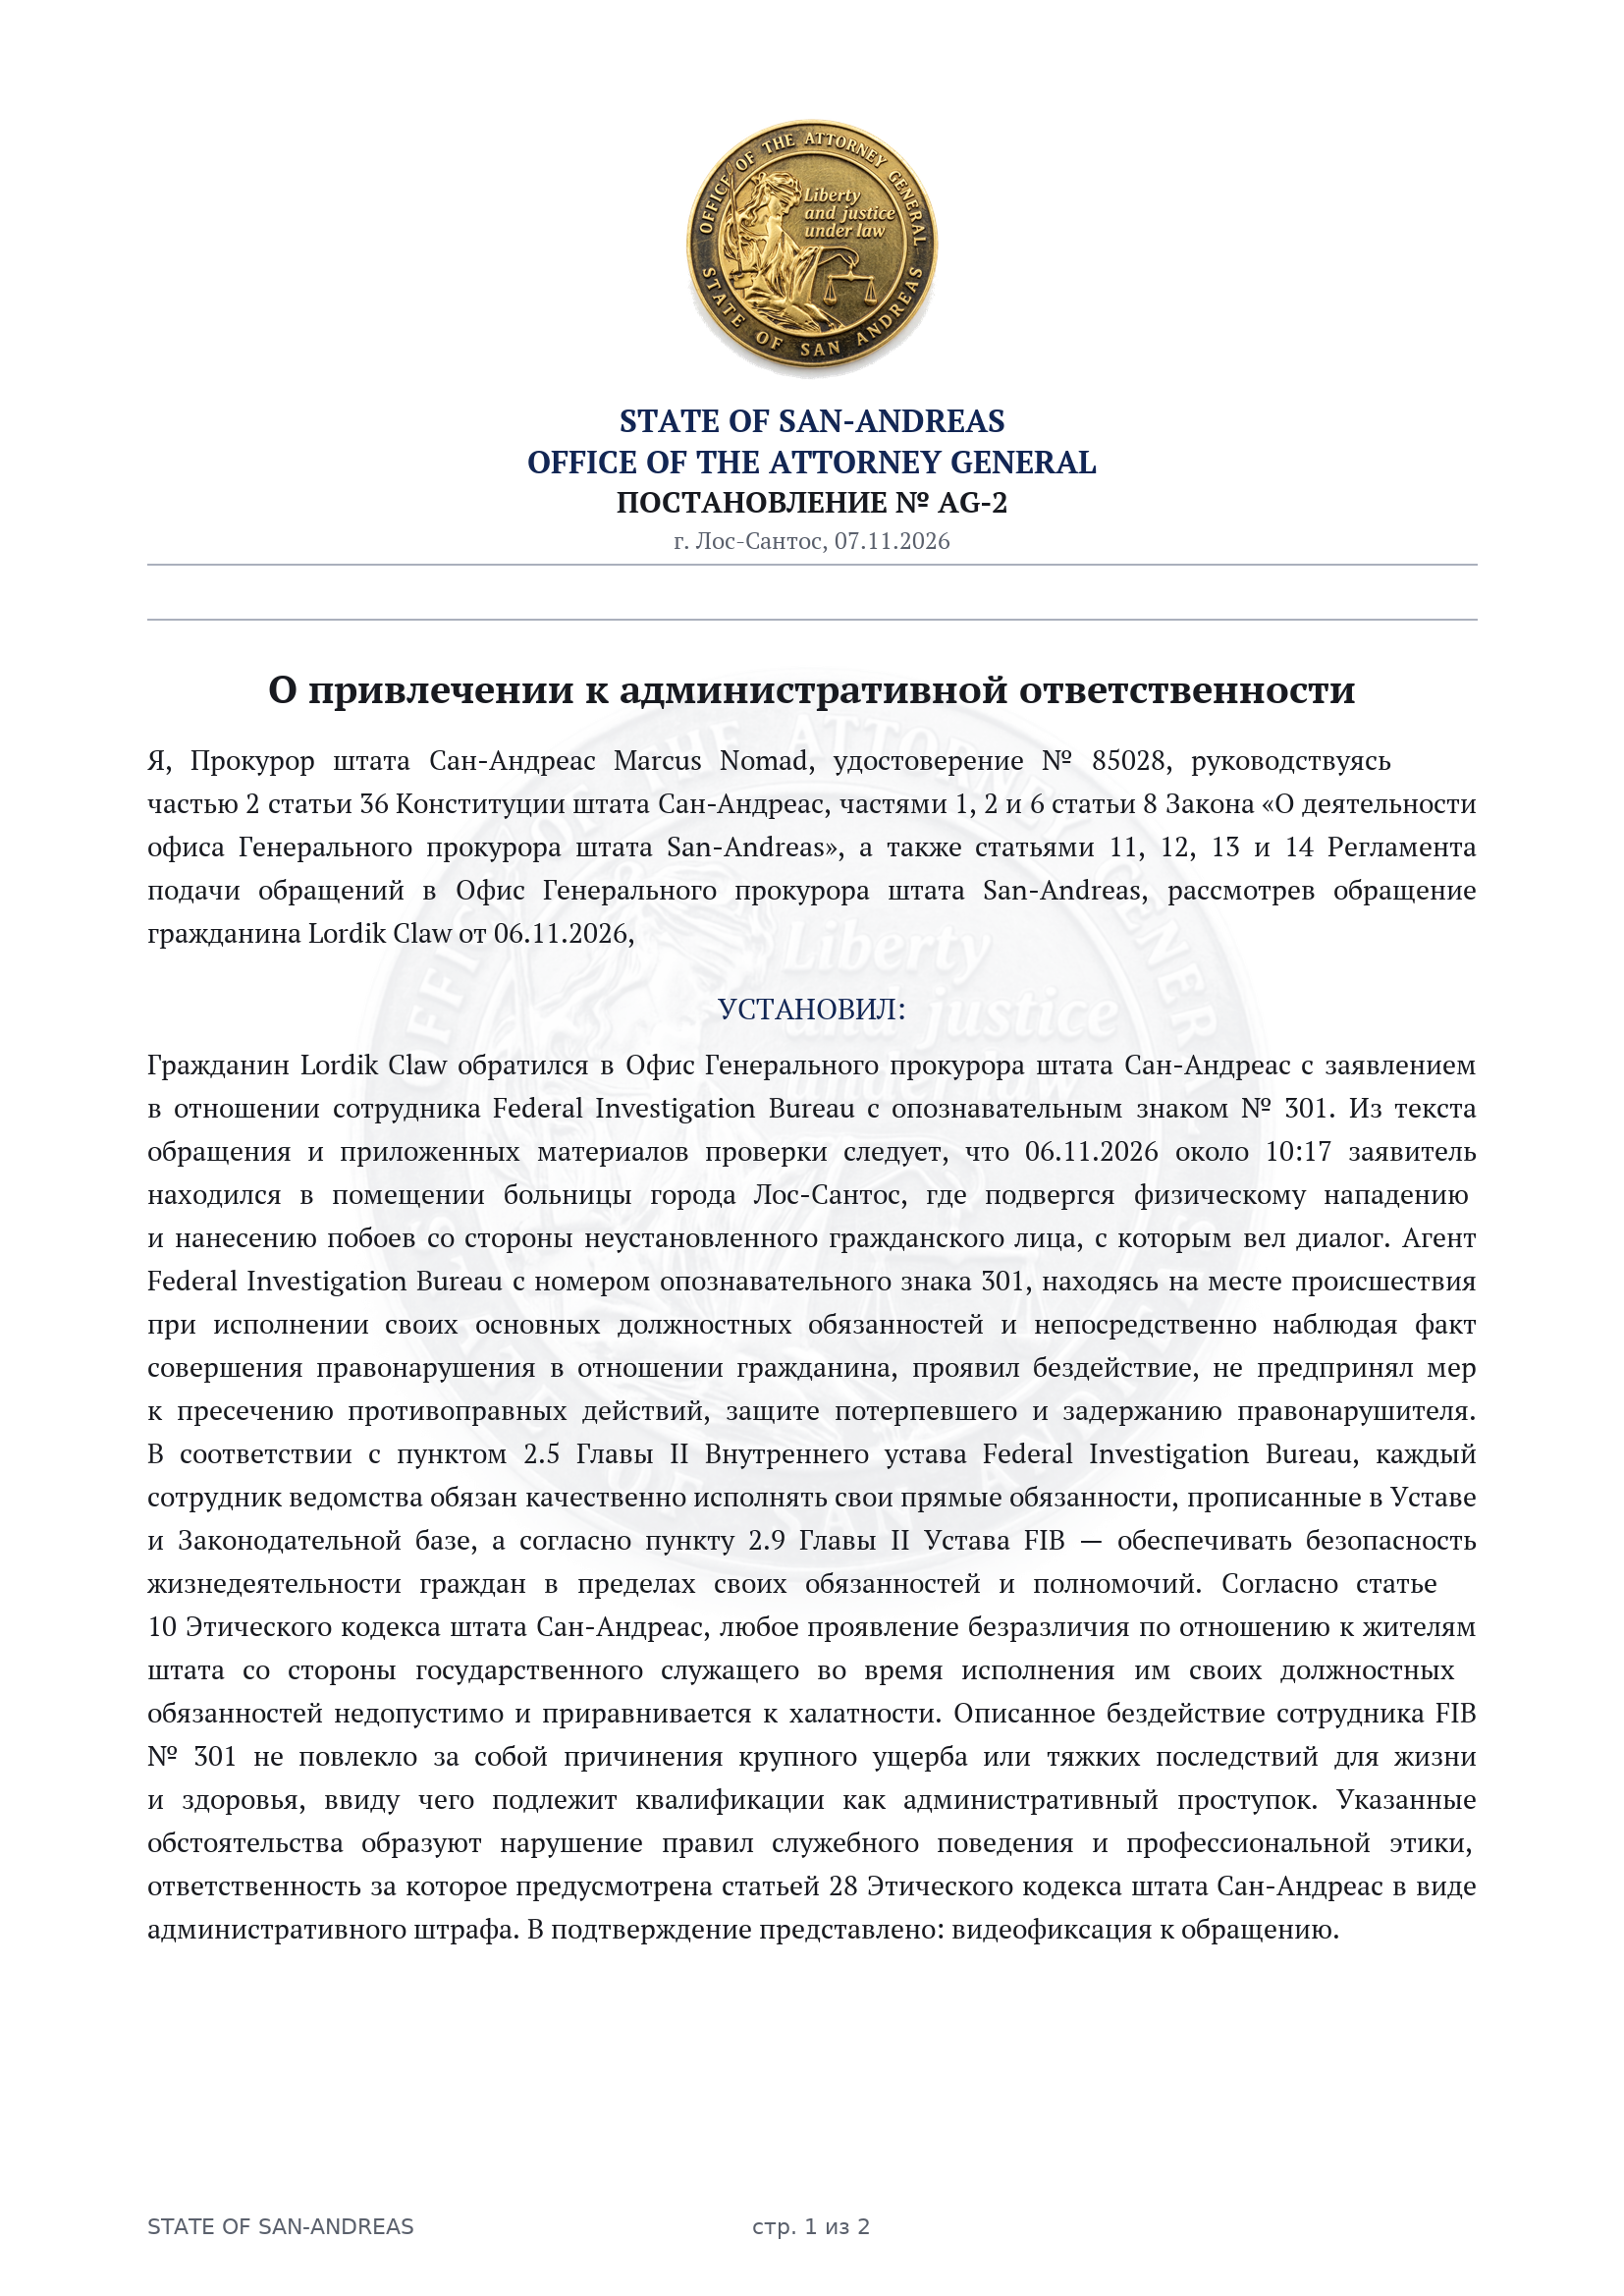 OFFICE OF THE ATTORNEY GENERAL
STATE OF SAN ANDREAS
Liberty
and justice
under law
STATE OF SAN-ANDREAS
OFFICE OF THE ATTORNEY GENERAL
ПОСТАНОВЛЕНИЕ № AG-2
г. Лос-Сантос, 07.11.2026
О привлечении к административной ответственности
Я, Прокурор штата Сан-Андреас Marcus Nomad, удостоверение № 85028, руководствуясь
частью 2 статьи 36 Конституции штата Сан-Андреас, частями 1, 2 и 6 статьи 8 Закона «О деятельности
офиса Генерального прокурора штата San-Andreas», а также статьями 11, 12, 13 и 14 Регламента
подачи обращений в Офис Генерального прокурора штата San-Andreas, рассмотрев обращение
гражданина Lordik Claw от 06.11.2026,
УСТАНОВИЛ:
Гражданин Lordik Claw обратился в Офис Генерального прокурора штата Сан-Андреас с заявлением
в отношении сотрудника Federal Investigation Bureau с опознавательным знаком № 301. Из текста
обращения и приложенных материалов проверки следует, что 06.11.2026 около 10:17 заявитель
находился в помещении больницы города Лос-Сантос, где подвергся физическому нападению
и нанесению побоев со стороны неустановленного гражданского лица, с которым вел диалог. Агент
Federal Investigation Bureau с номером опознавательного знака 301, находясь на месте происшествия
при исполнении своих основных должностных обязанностей и непосредственно наблюдая факт
совершения правонарушения в отношении гражданина, проявил бездействие, не предпринял мер
к пресечению противоправных действий, защите потерпевшего и задержанию правонарушителя.
В соответствии с пунктом 2.5 Главы II Внутреннего устава Federal Investigation Bureau, каждый
сотрудник ведомства обязан качественно исполнять свои прямые обязанности, прописанные в Уставе
и Законодательной базе, а согласно пункту 2.9 Главы II Устава FIB — обеспечивать безопасность
жизнедеятельности граждан в пределах своих обязанностей и полномочий. Согласно статье
10 Этического кодекса штата Сан-Андреас, любое проявление безразличия по отношению к жителям
штата со стороны государственного служащего во время исполнения им своих должностных
обязанностей недопустимо и приравнивается к халатности. Описанное бездействие сотрудника FIB
№ 301 не повлекло за собой причинения крупного ущерба или тяжких последствий для жизни
и здоровья, ввиду чего подлежит квалификации как административный проступок. Указанные
обстоятельства образуют нарушение правил служебного поведения и профессиональной этики,
ответственность за которое предусмотрена статьей 28 Этического кодекса штата Сан-Андреас в виде
административного штрафа. В подтверждение представлено: видеофиксация к обращению.
STATE OF SAN-ANDREAS
стр. 1 из 2